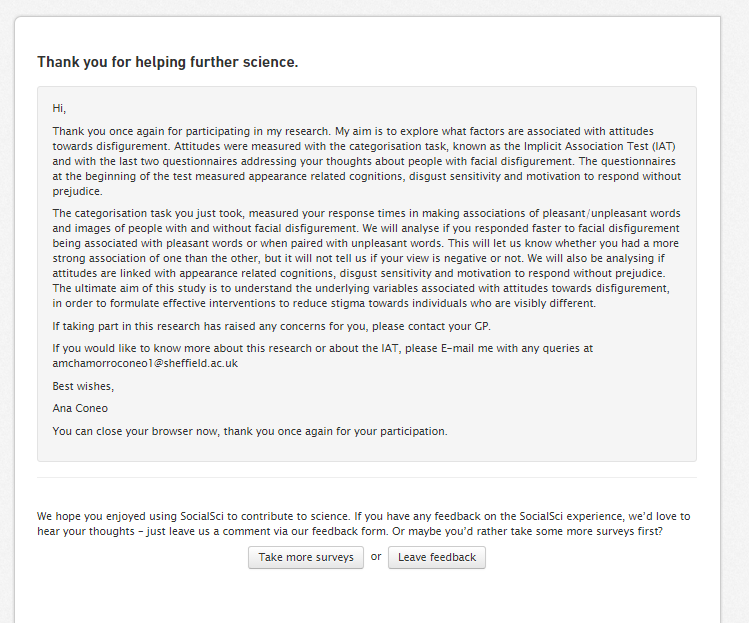 Thank you for helping further science.
Hi,
Thank you once again for participating in my research. My aim is to explore what factors are associated with attitudes
towards disfigurement. Attitudes were measured with the categorisation task, known as the Implicit Association Test (IAT)
and with the last two questionnaires addressing your thoughts about people with facial disfigurement. The questionnaires
at the beginning of the test measured appearance related cognitions, disgust sensitivity and motivation to respond without
prejudice.
The categorisation task you just took, measured your response times in making associations of pleasant/unpleasant words
and images of people with and without facial disfigurement. We will analyse if you responded faster to facial disfigurement
being associated with pleasant words or when paired with unpleasant words. This will let us know whether you had a more
strong association of one than the other, but it will not tell us if your view is negative or not. We will also be analysing if
attitudes are linked with appearance related cognitions, disgust sensitivity and motivation to respond without prejudice.
The ultimate aim of this study is to understand the underlying variables associated with attitudes towards disfigurement,
in order to formulate effective interventions to reduce stigma towards individuals who are visibly different.
If taking part in this research has raised any concerns for you, please contact your GP.
If you would like to know more about this research or about the IAT, please E-mail me with any queries at
amchamorroconeo1@sheffield.ac.uk
Best wishes,
Ana Coneo
You can close your browser now, thank you once again for your participation.
We hope you enjoyed using SocialSci to contribute to science. If you have any feedback on the SocialSci experience, we'd love to
hear your thoughts – just leave us a comment via our feedback form. Or maybe you'd rather take some more surveys first?
Take more surveys or Leave feedback